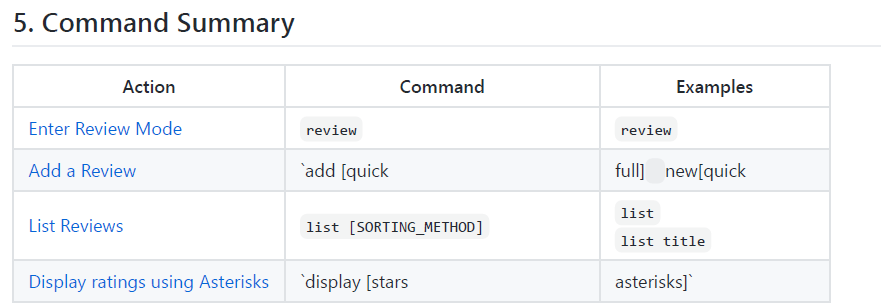 5. Command Summary
Action Command Examples
Enter Review Mode review review
Add a Review `add [quick full] new[quick
List Reviews list [SORTING_METHOD] list
list title
Display ratings using Asterisks `display [stars asterisks]`